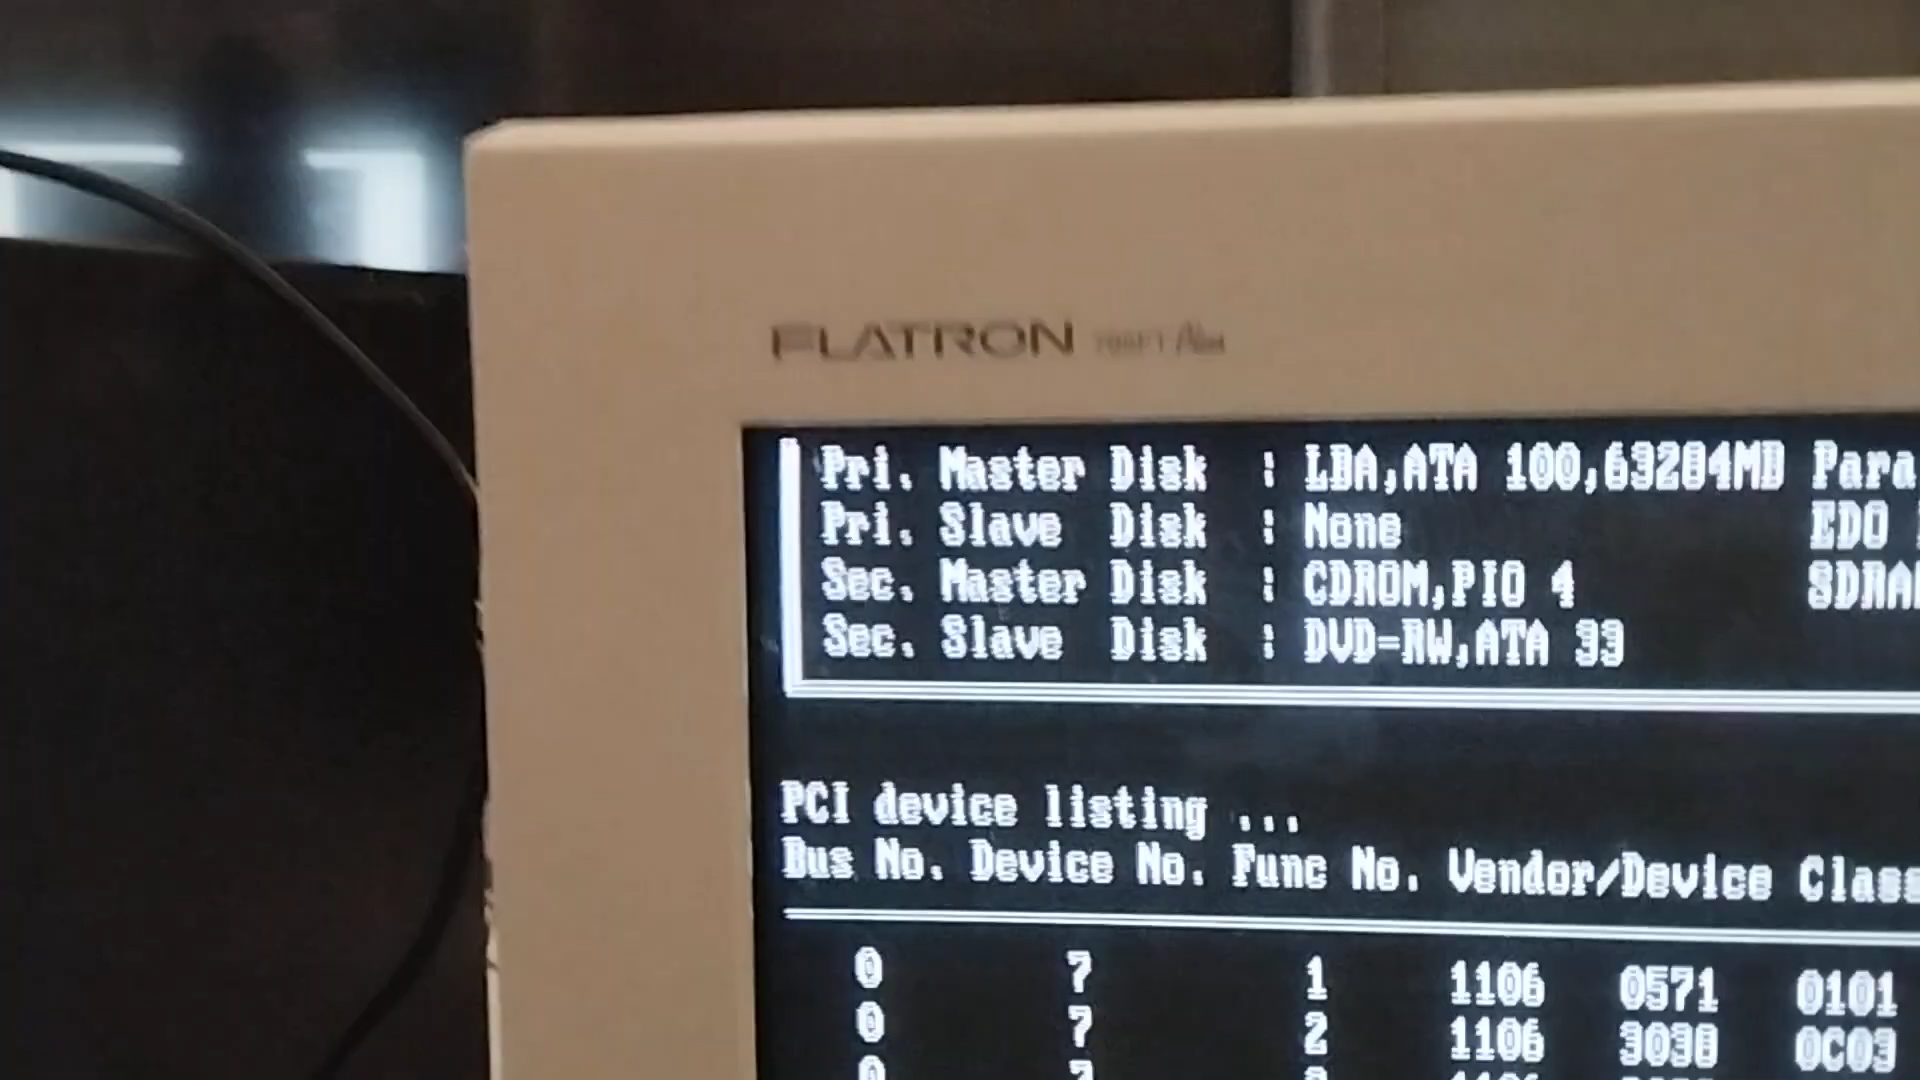 FLATRON
Pri. Master Disk : LBA,ATA 100,63284MB Para
Pri. Slave Disk : None EDO
Sec. Master Disk : CDROM,PIO 4 SDRA
Sec. Slave Disk : DVD-RW,ATA 33
PCI device listing ...
Bus No. Device No. Func No. Vendor/Device Class
0 7 1 1106 0571 0101
0 7 2 1106 3038 0C03